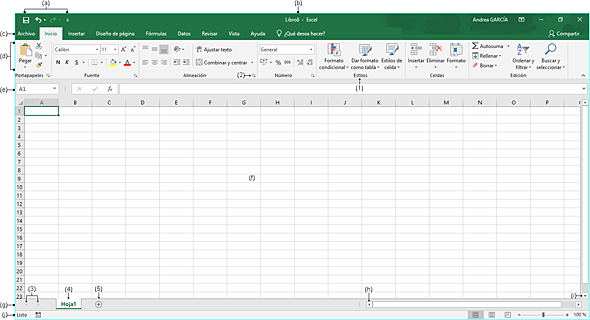 (a) (b)
Libro8 - Excel Andrea GARCÍA
(c) Archivo Inicio Insertar Diseño de página Fórmulas Datos Revisar Vista Ayuda ¿Qué desea hacer? Compartir
(d) Pegar Calibri 11 Ajustar texto General Formato condicional Dar formato como tabla Estilos de celda Insertar Eliminar Formato Autosuma Rellenar Borrar Ordenar y filtrar Buscar y seleccionar
N K S Combinar y centrar % 000
Portapapeles Fuente Alineación (2) Número Estilos Celdas Edición
(e) A1 fx (1)
A B C D E F G H I J K L M N O P
1
2
3
4
5
6
7
8
9 (f)
10
11
12
13
14
15
16
17
18
19
20
21
22 (3) (4) (5) (h) (i)
23
(g) Hoja1
(j) Listo 100 %